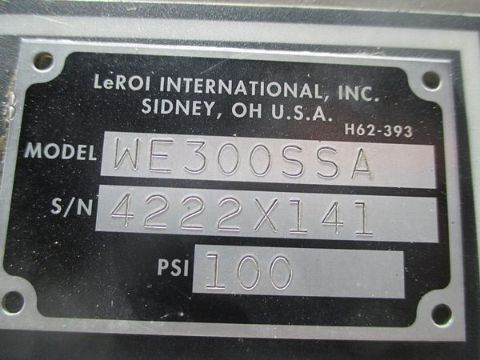 LeROI INTERNATIONAL, INC.
SIDNEY, OH U.S.A.
H62-393
MODEL WE300SSA
S/N 4222X141
PSI 100